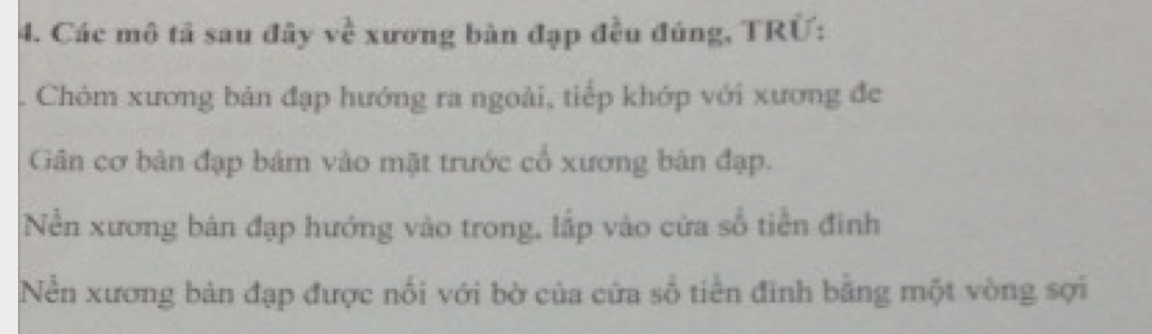 4. Các mô tả sau đây về xương bàn đạp đều đúng, TRỪ:
. Chỏm xương bàn đạp hướng ra ngoài, tiếp khớp với xương đe
Gân cơ bàn đạp bám vào mặt trước cổ xương bàn đạp.
Nền xương bàn đạp hướng vào trong, lắp vào cửa sổ tiền đình
Nền xương bàn đạp được nối với bờ của cửa sổ tiền đình bằng một vòng sợi